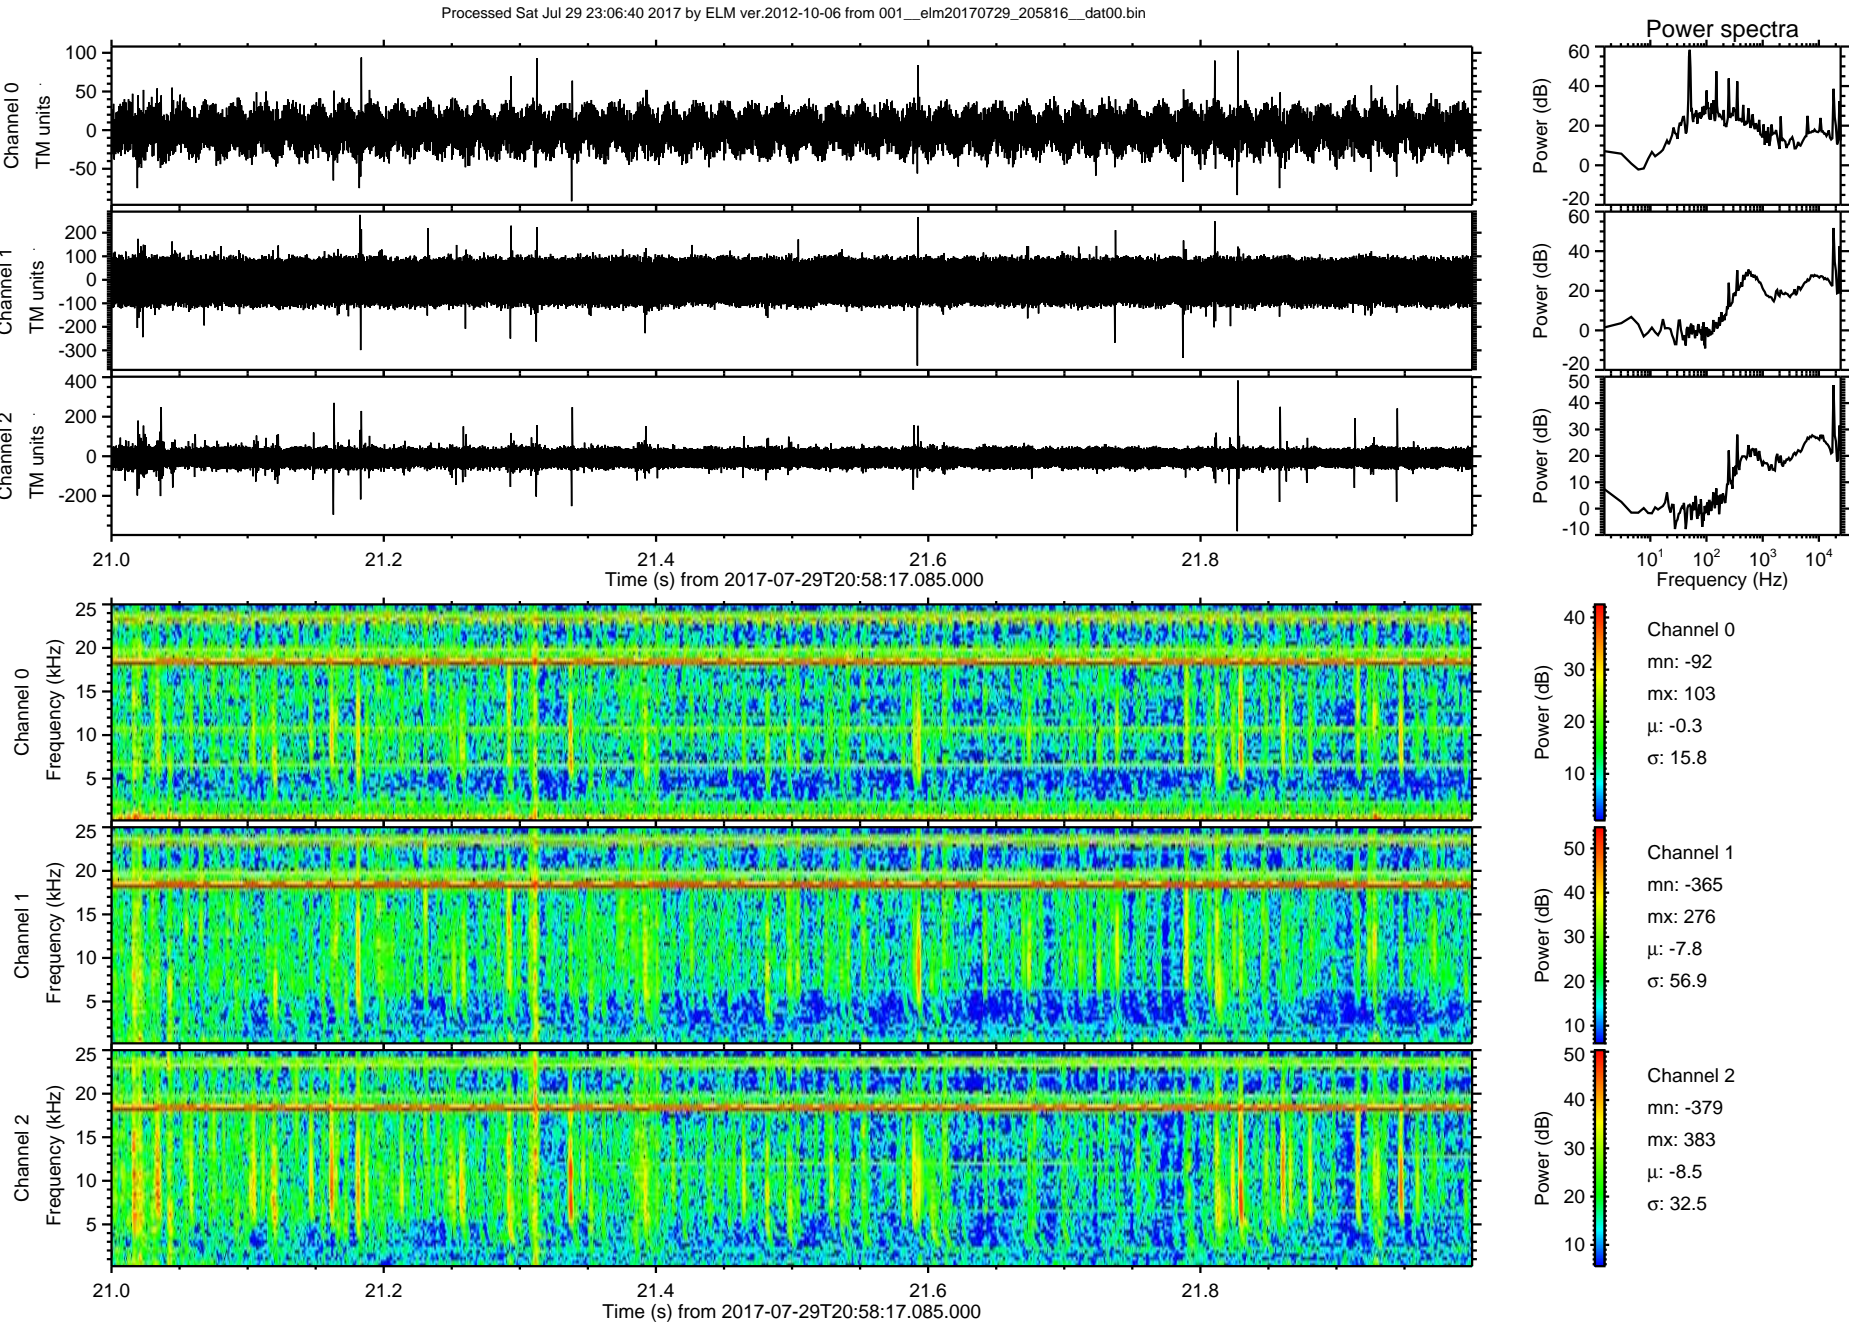 Processed Sat Jul 29 23:06:40 2017 by ELM ver.2012-10-06 from 001__elm20170729_205816__dat00.bin
Power spectra
Channel 0
TM units
100
50
0
-50
Power (dB)
60
40
20
0
-20
Channel 1
TM units
200
100
0
-100
-200
-300
Power (dB)
60
40
20
0
-20
Channel 2
TM units
400
200
0
-200
Power (dB)
50
40
30
20
10
0
-10
21.0 21.2 21.4 21.6 21.8
Time (s) from 2017-07-29T20:58:17.085.000
10¹ 10² 10³ 10⁴
Frequency (Hz)
Channel 0
Frequency (kHz)
25
20
15
10
5
Power (dB)
40
30
20
10
Channel 0
mn: -92
mx: 103
μ: -0.3
σ: 15.8
Channel 1
Frequency (kHz)
25
20
15
10
5
Power (dB)
50
40
30
20
10
Channel 1
mn: -365
mx: 276
μ: -7.8
σ: 56.9
Channel 2
Frequency (kHz)
25
20
15
10
5
Power (dB)
50
40
30
20
10
Channel 2
mn: -379
mx: 383
μ: -8.5
σ: 32.5
21.0 21.2 21.4 21.6 21.8
Time (s) from 2017-07-29T20:58:17.085.000